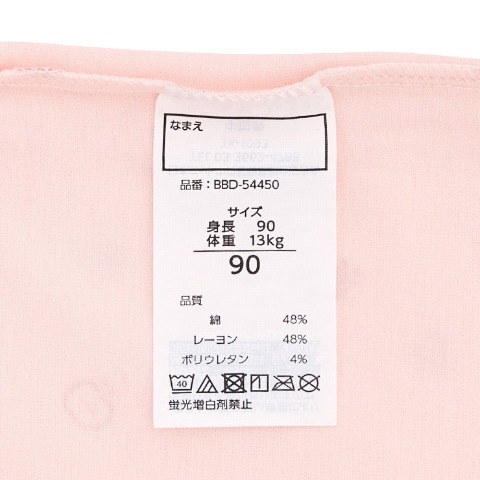 なまえ
品番：BBD-54450
サイズ
身長 90
体重 13kg
90
品質
綿 48%
レーヨン 48%
ポリウレタン 4%
40
蛍光増白剤禁止